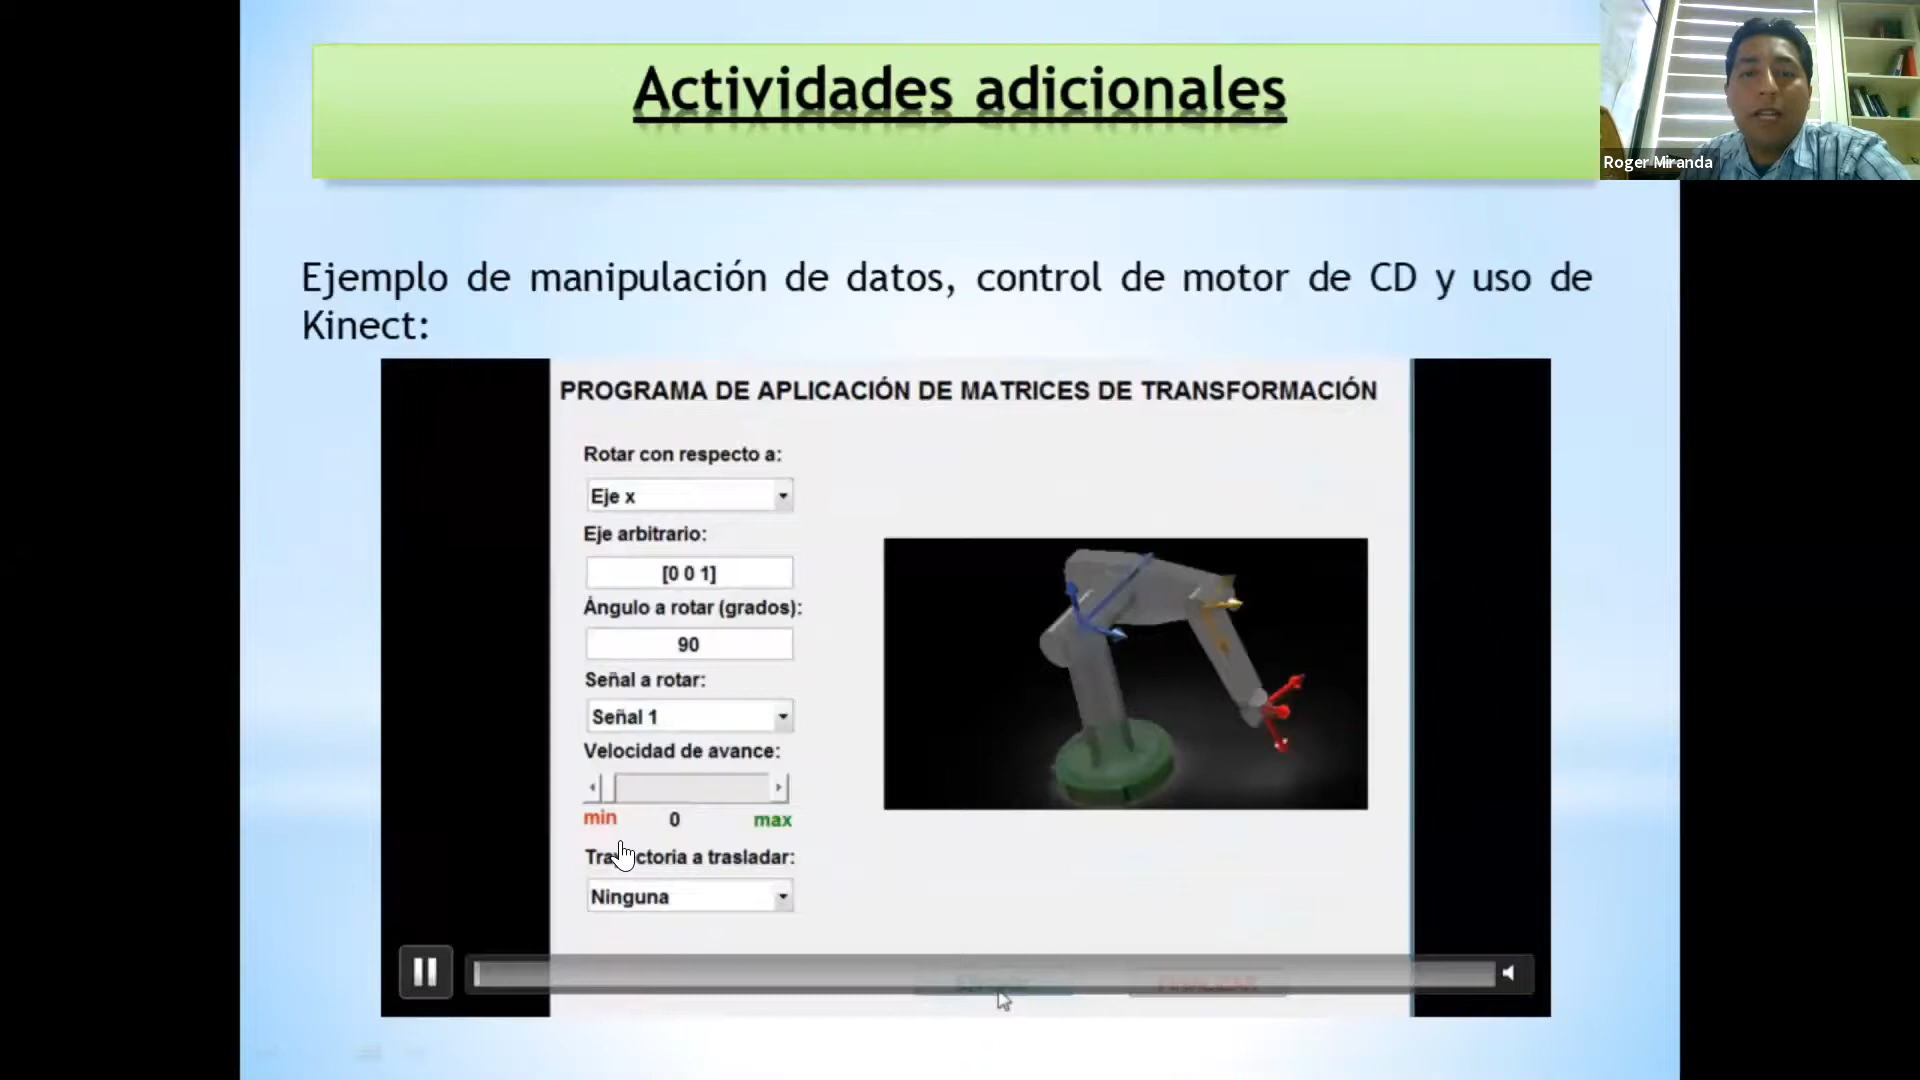 Actividades adicionales
Roger Miranda
Ejemplo de manipulación de datos, control de motor de CD y uso de
Kinect:
PROGRAMA DE APLICACIÓN DE MATRICES DE TRANSFORMACIÓN
Rotar con respecto a:
Eje x
Eje arbitrario:
[0 0 1]
Ángulo a rotar (grados):
90
Señal a rotar:
Señal 1
Velocidad de avance:
min 0 max
Trayectoria a trasladar:
Ninguna
FINALIZAR